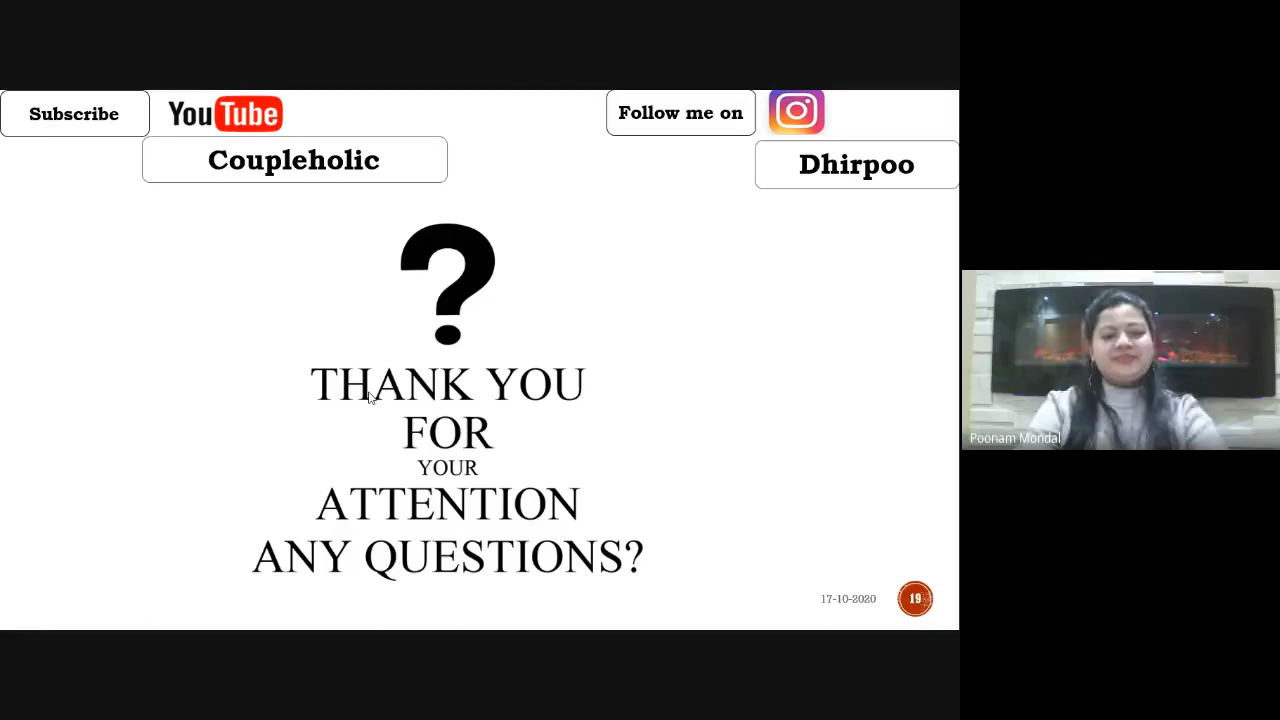 Subscribe
YouTube
Follow me on
Coupleholic
Dhirpoo
?
THANK YOU
FOR
YOUR
ATTENTION
ANY QUESTIONS?
Poonam Mondal
17-10-2020
19